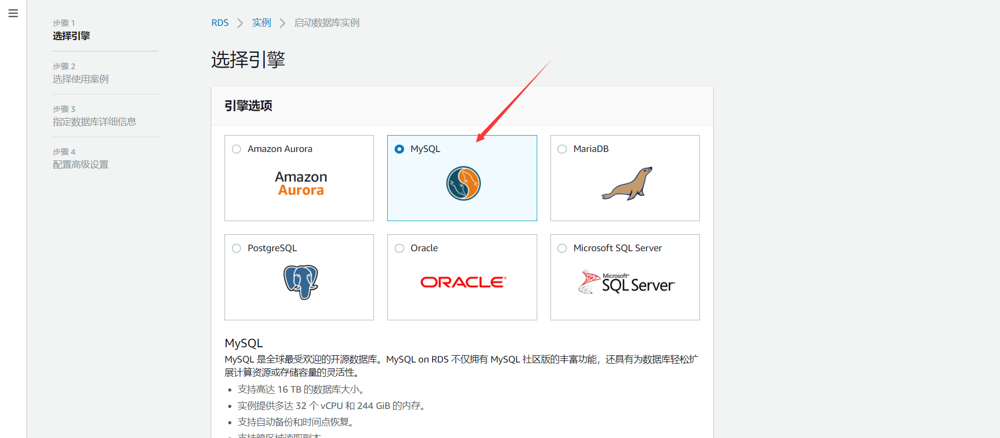 步骤 1
选择引擎
步骤 2
选择使用案例
步骤 3
指定数据库详细信息
步骤 4
配置高级设置
RDS
实例
启动数据库实例
选择引擎
引擎选项
Amazon Aurora
Amazon
Aurora
MySQL
MariaDB
PostgreSQL
Oracle
ORACLE
Microsoft SQL Server
Microsoft
SQL Server
MySQL
MySQL 是全球最受欢迎的开源数据库。MySQL on RDS 不仅拥有 MySQL 社区版的丰富功能，还具有为数据库轻松扩
展计算资源或存储容量的灵活性。
• 支持高达 16 TB 的数据库大小。
• 实例提供多达 32 个 vCPU 和 244 GiB 的内存。
• 支持自动备份和时间点恢复。